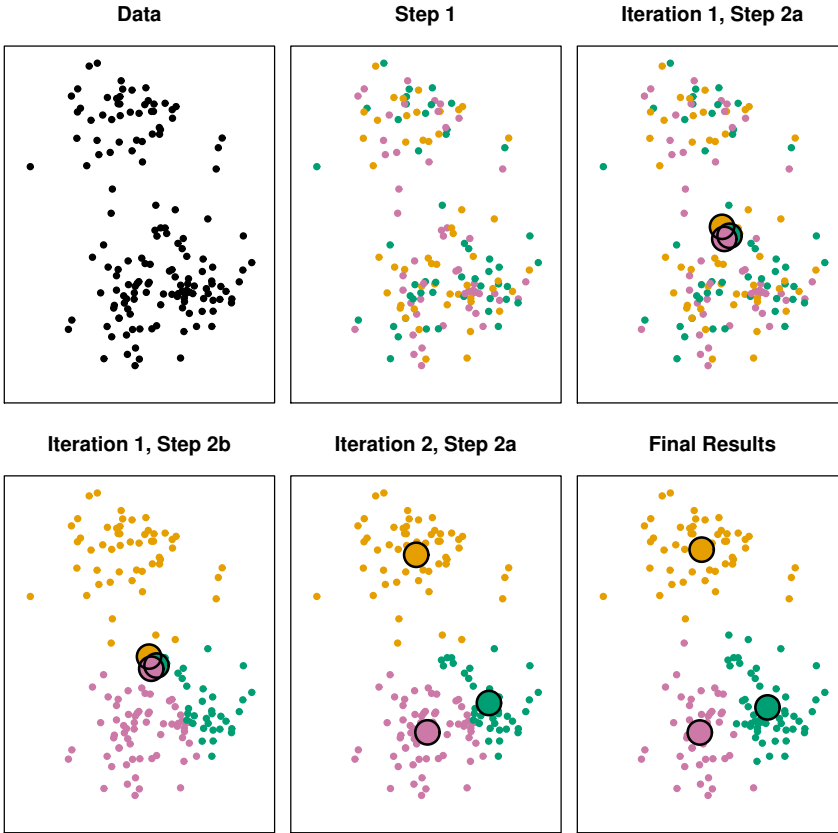 Data
Step 1
Iteration 1, Step 2a
Iteration 1, Step 2b
Iteration 2, Step 2a
Final Results